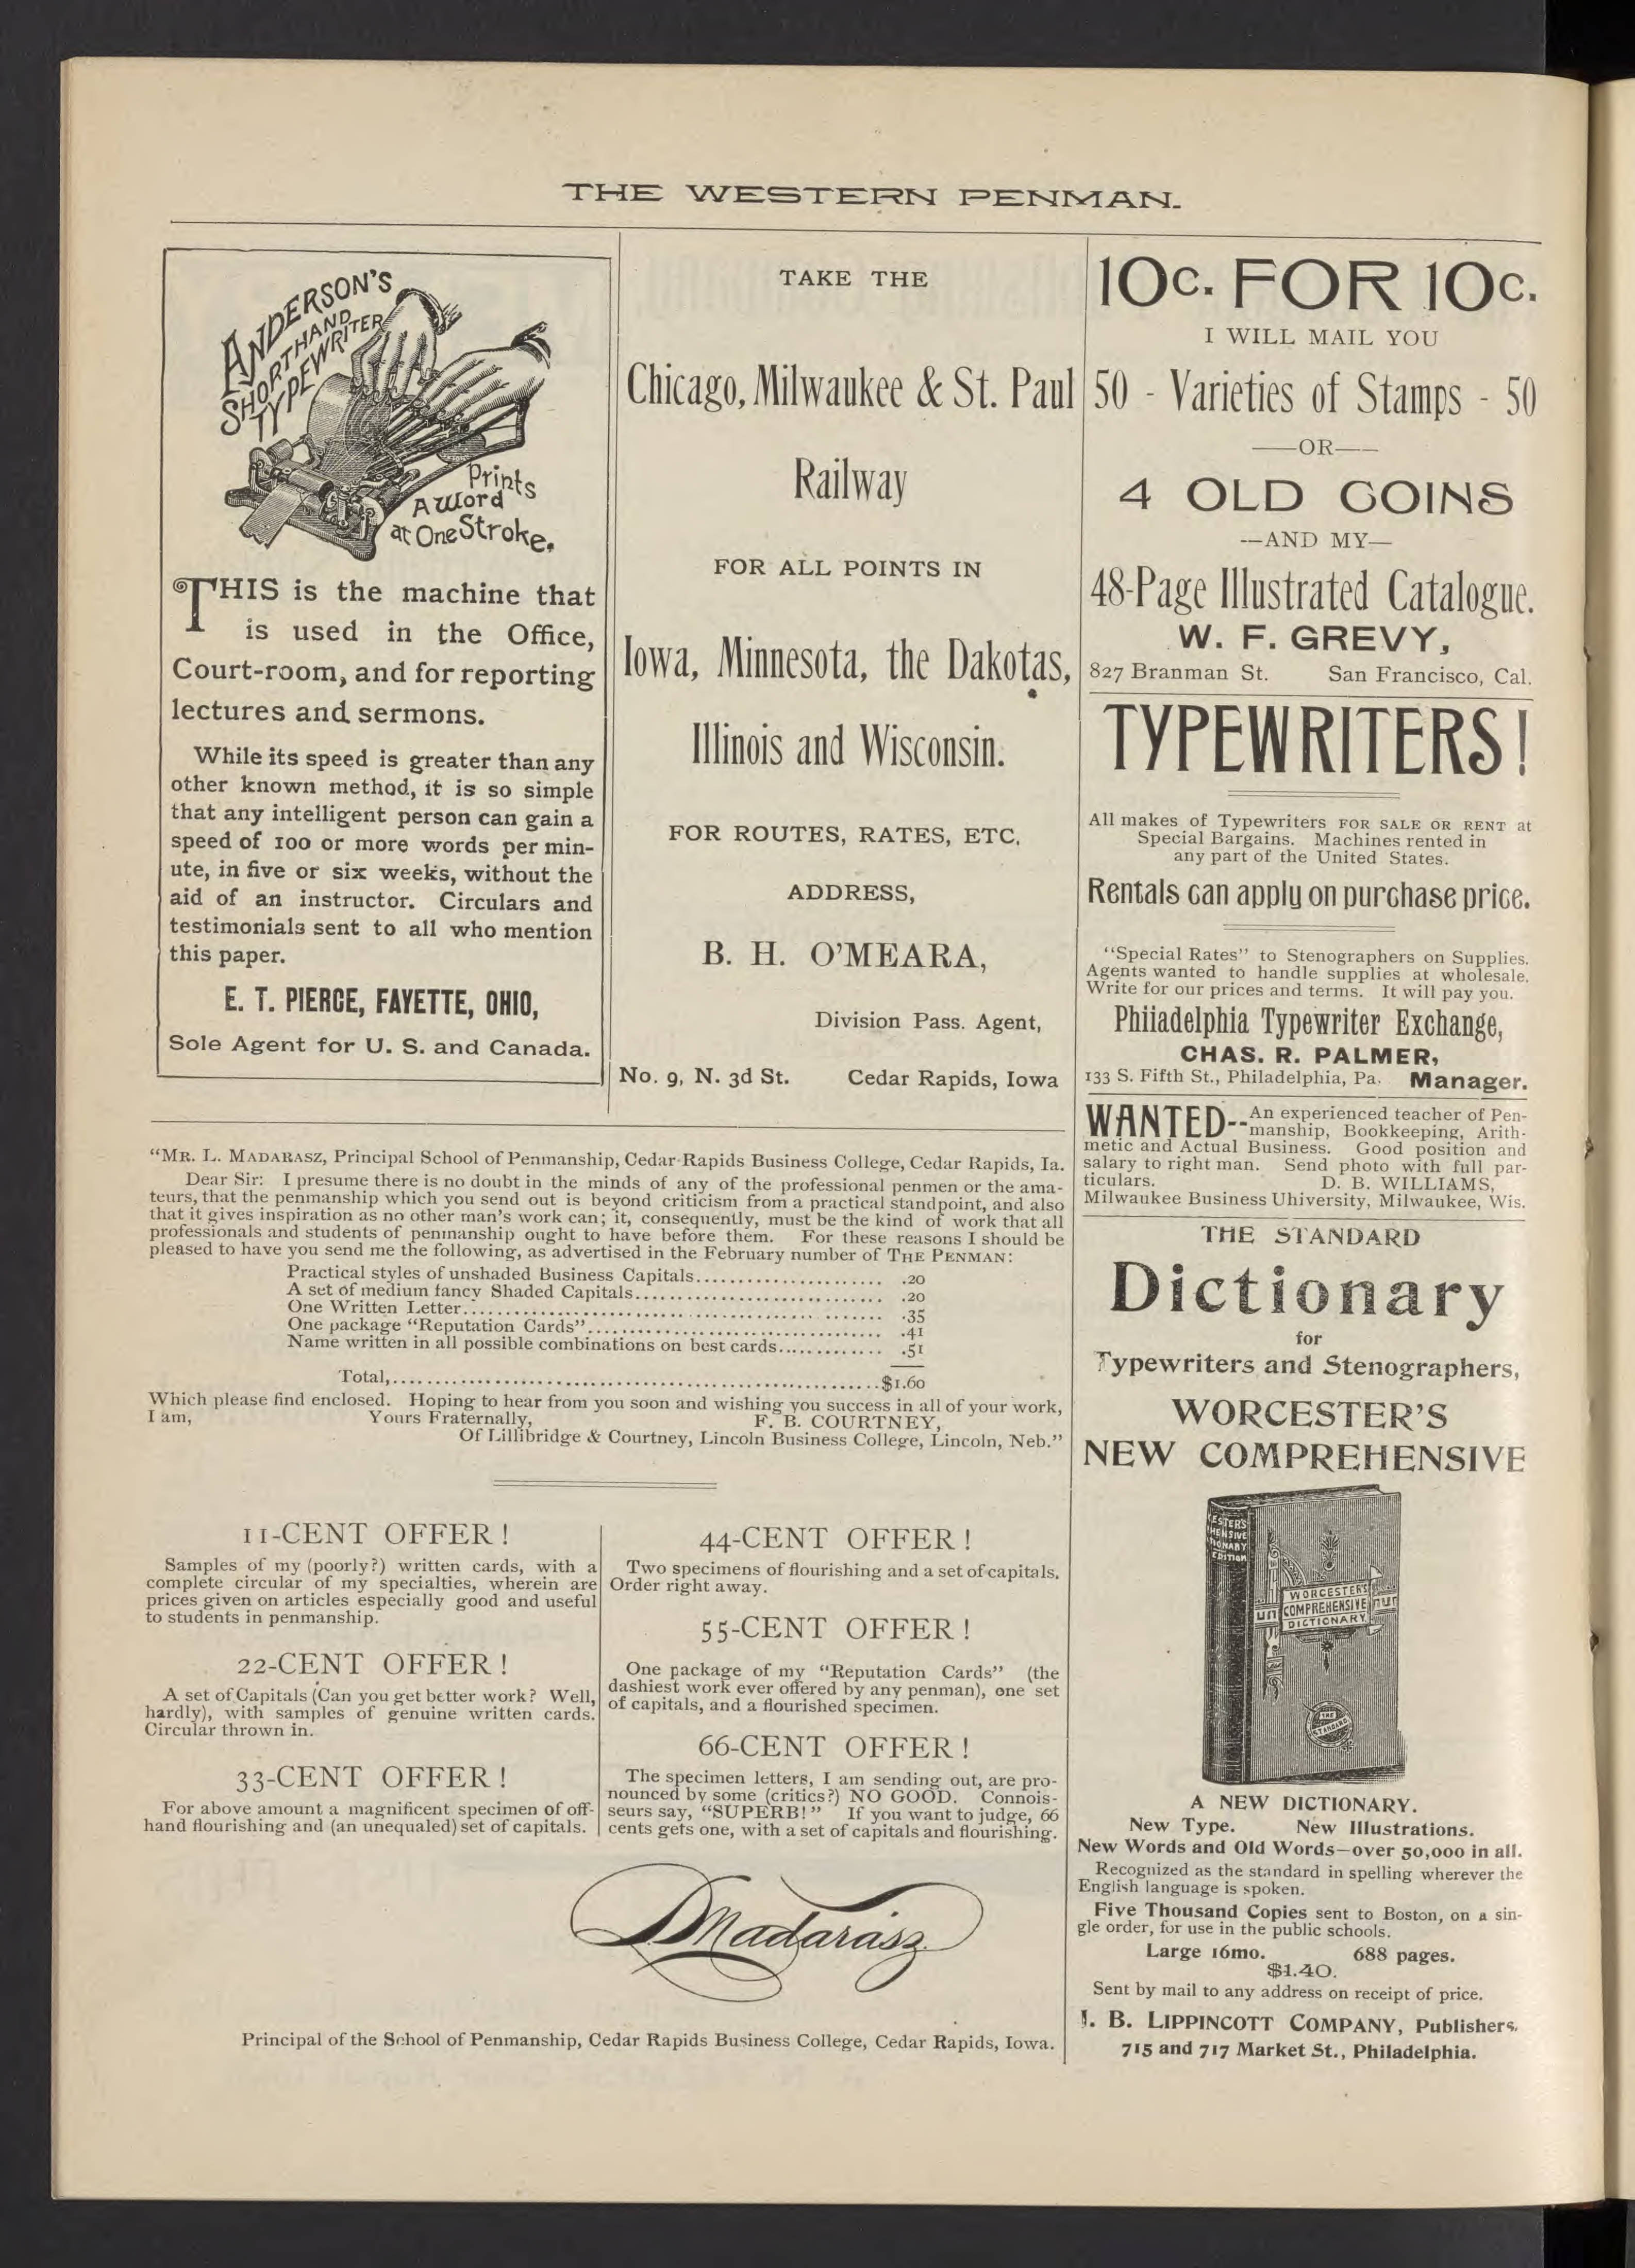 THE WESTERN PENMAN.
ANDERSON'S
SHORTHAND
TYPEWRITER
Prints
A Word
at One Stroke.
THIS is the machine that
is used in the Office,
Court-room, and for reporting
lectures and sermons.
While its speed is greater than any
other known method, it is so simple
that any intelligent person can gain a
speed of 100 or more words per min-
ute, in five or six weeks, without the
aid of an instructor. Circulars and
testimonials sent to all who mention
this paper.
E. T. PIERCE, FAYETTE, OHIO,
Sole Agent for U. S. and Canada.
TAKE THE
Chicago, Milwaukee & St. Paul
Railway
FOR ALL POINTS IN
Iowa, Minnesota, the Dakotas,
Illinois and Wisconsin.
FOR ROUTES, RATES, ETC.
ADDRESS,
B. H. O'MEARA,
Division Pass. Agent,
No. 9, N. 3d St. Cedar Rapids, Iowa
10c. FOR 10c.
I WILL MAIL YOU
50 - Varieties of Stamps - 50
——OR——
4 OLD COINS
—AND MY—
48-Page Illustrated Catalogue.
W. F. GREVY,
827 Branman St. San Francisco, Cal.
TYPEWRITERS!
All makes of Typewriters FOR SALE OR RENT at
Special Bargains. Machines rented in
any part of the United States.
Rentals can apply on purchase price.
"Special Rates" to Stenographers on Supplies.
Agents wanted to handle supplies at wholesale.
Write for our prices and terms. It will pay you.
Phiiadelphia Typewriter Exchange,
CHAS. R. PALMER,
133 S. Fifth St., Philadelphia, Pa. Manager.
WANTED--An experienced teacher of Pen-
manship, Bookkeeping, Arith-
metic and Actual Business. Good position and
salary to right man. Send photo with full par-
ticulars. D. B. WILLIAMS,
Milwaukee Business Uhiversity, Milwaukee, Wis.
"MR. L. MADARASZ, Principal School of Penmanship, Cedar Rapids Business College, Cedar Rapids, Ia.
Dear Sir: I presume there is no doubt in the minds of any of the professional penmen or the ama-
teurs, that the penmanship which you send out is beyond criticism from a practical standpoint, and also
that it gives inspiration as no other man's work can; it, consequently, must be the kind of work that all
professionals and students of penmanship ought to have before them. For these reasons I should be
pleased to have you send me the following, as advertised in the February number of THE PENMAN:
Practical styles of unshaded Business Capitals...................... .20
A set of medium fancy Shaded Capitals............................. .20
One Written Letter................................................. .35
One package "Reputation Cards".................................. .41
Name written in all possible combinations on best cards............. .51
Total,.........................................................$1.60
Which please find enclosed. Hoping to hear from you soon and wishing you success in all of your work,
I am, Yours Fraternally, F. B. COURTNEY,
Of Lillibridge & Courtney, Lincoln Business College, Lincoln, Neb."
11-CENT OFFER!
Samples of my (poorly?) written cards, with a
complete circular of my specialties, wherein are
prices given on articles especially good and useful
to students in penmanship.
22-CENT OFFER!
A set of Capitals (Can you get better work? Well,
hardly), with samples of genuine written cards.
Circular thrown in.
33-CENT OFFER!
For above amount a magnificent specimen of off-
hand flourishing and (an unequaled) set of capitals.
44-CENT OFFER!
Two specimens of flourishing and a set of capitals.
Order right away.
55-CENT OFFER!
One package of my "Reputation Cards" (the
dashiest work ever offered by any penman), one set
of capitals, and a flourished specimen.
66-CENT OFFER!
The specimen letters, I am sending out, are pro-
nounced by some (critics?) NO GOOD. Connois-
seurs say, "SUPERB!" If you want to judge, 66
cents gets one, with a set of capitals and flourishing.
L Madarasz.
Principal of the School of Penmanship, Cedar Rapids Business College, Cedar Rapids, Iowa.
THE STANDARD
Dictionary
for
Typewriters and Stenographers,
WORCESTER'S
NEW COMPREHENSIVE
ESTER'S
HENSIVE
IONARY
EDITION
WORCESTER'S
COMPREHENSIVE
DICTIONARY
THE
STANDARD
A NEW DICTIONARY.
New Type. New Illustrations.
New Words and Old Words—over 50,000 in all.
Recognized as the standard in spelling wherever the
English language is spoken.
Five Thousand Copies sent to Boston, on a sin-
gle order, for use in the public schools.
Large 16mo. 688 pages.
$1.40.
Sent by mail to any address on receipt of price.
J. B. LIPPINCOTT COMPANY, Publishers.
715 and 717 Market St., Philadelphia.